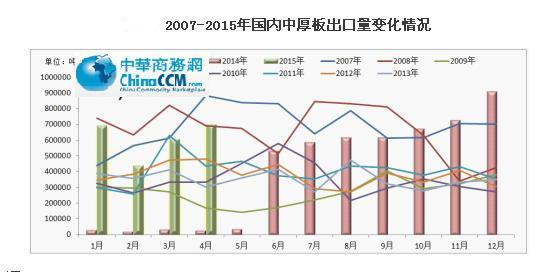 2007-2015年国内中厚板出口量变化情况
单位：吨
中華商務網
ChinaCCM.com
China Commodity Marketplace
2014年 2015年 2007年 2008年 2009年
2010年 2011年 2012年 2013年
1000000
900000
800000
700000
600000
500000
400000
300000
200000
100000
0
1月 2月 3月 4月 5月 6月 7月 8月 9月 10月 11月 12月